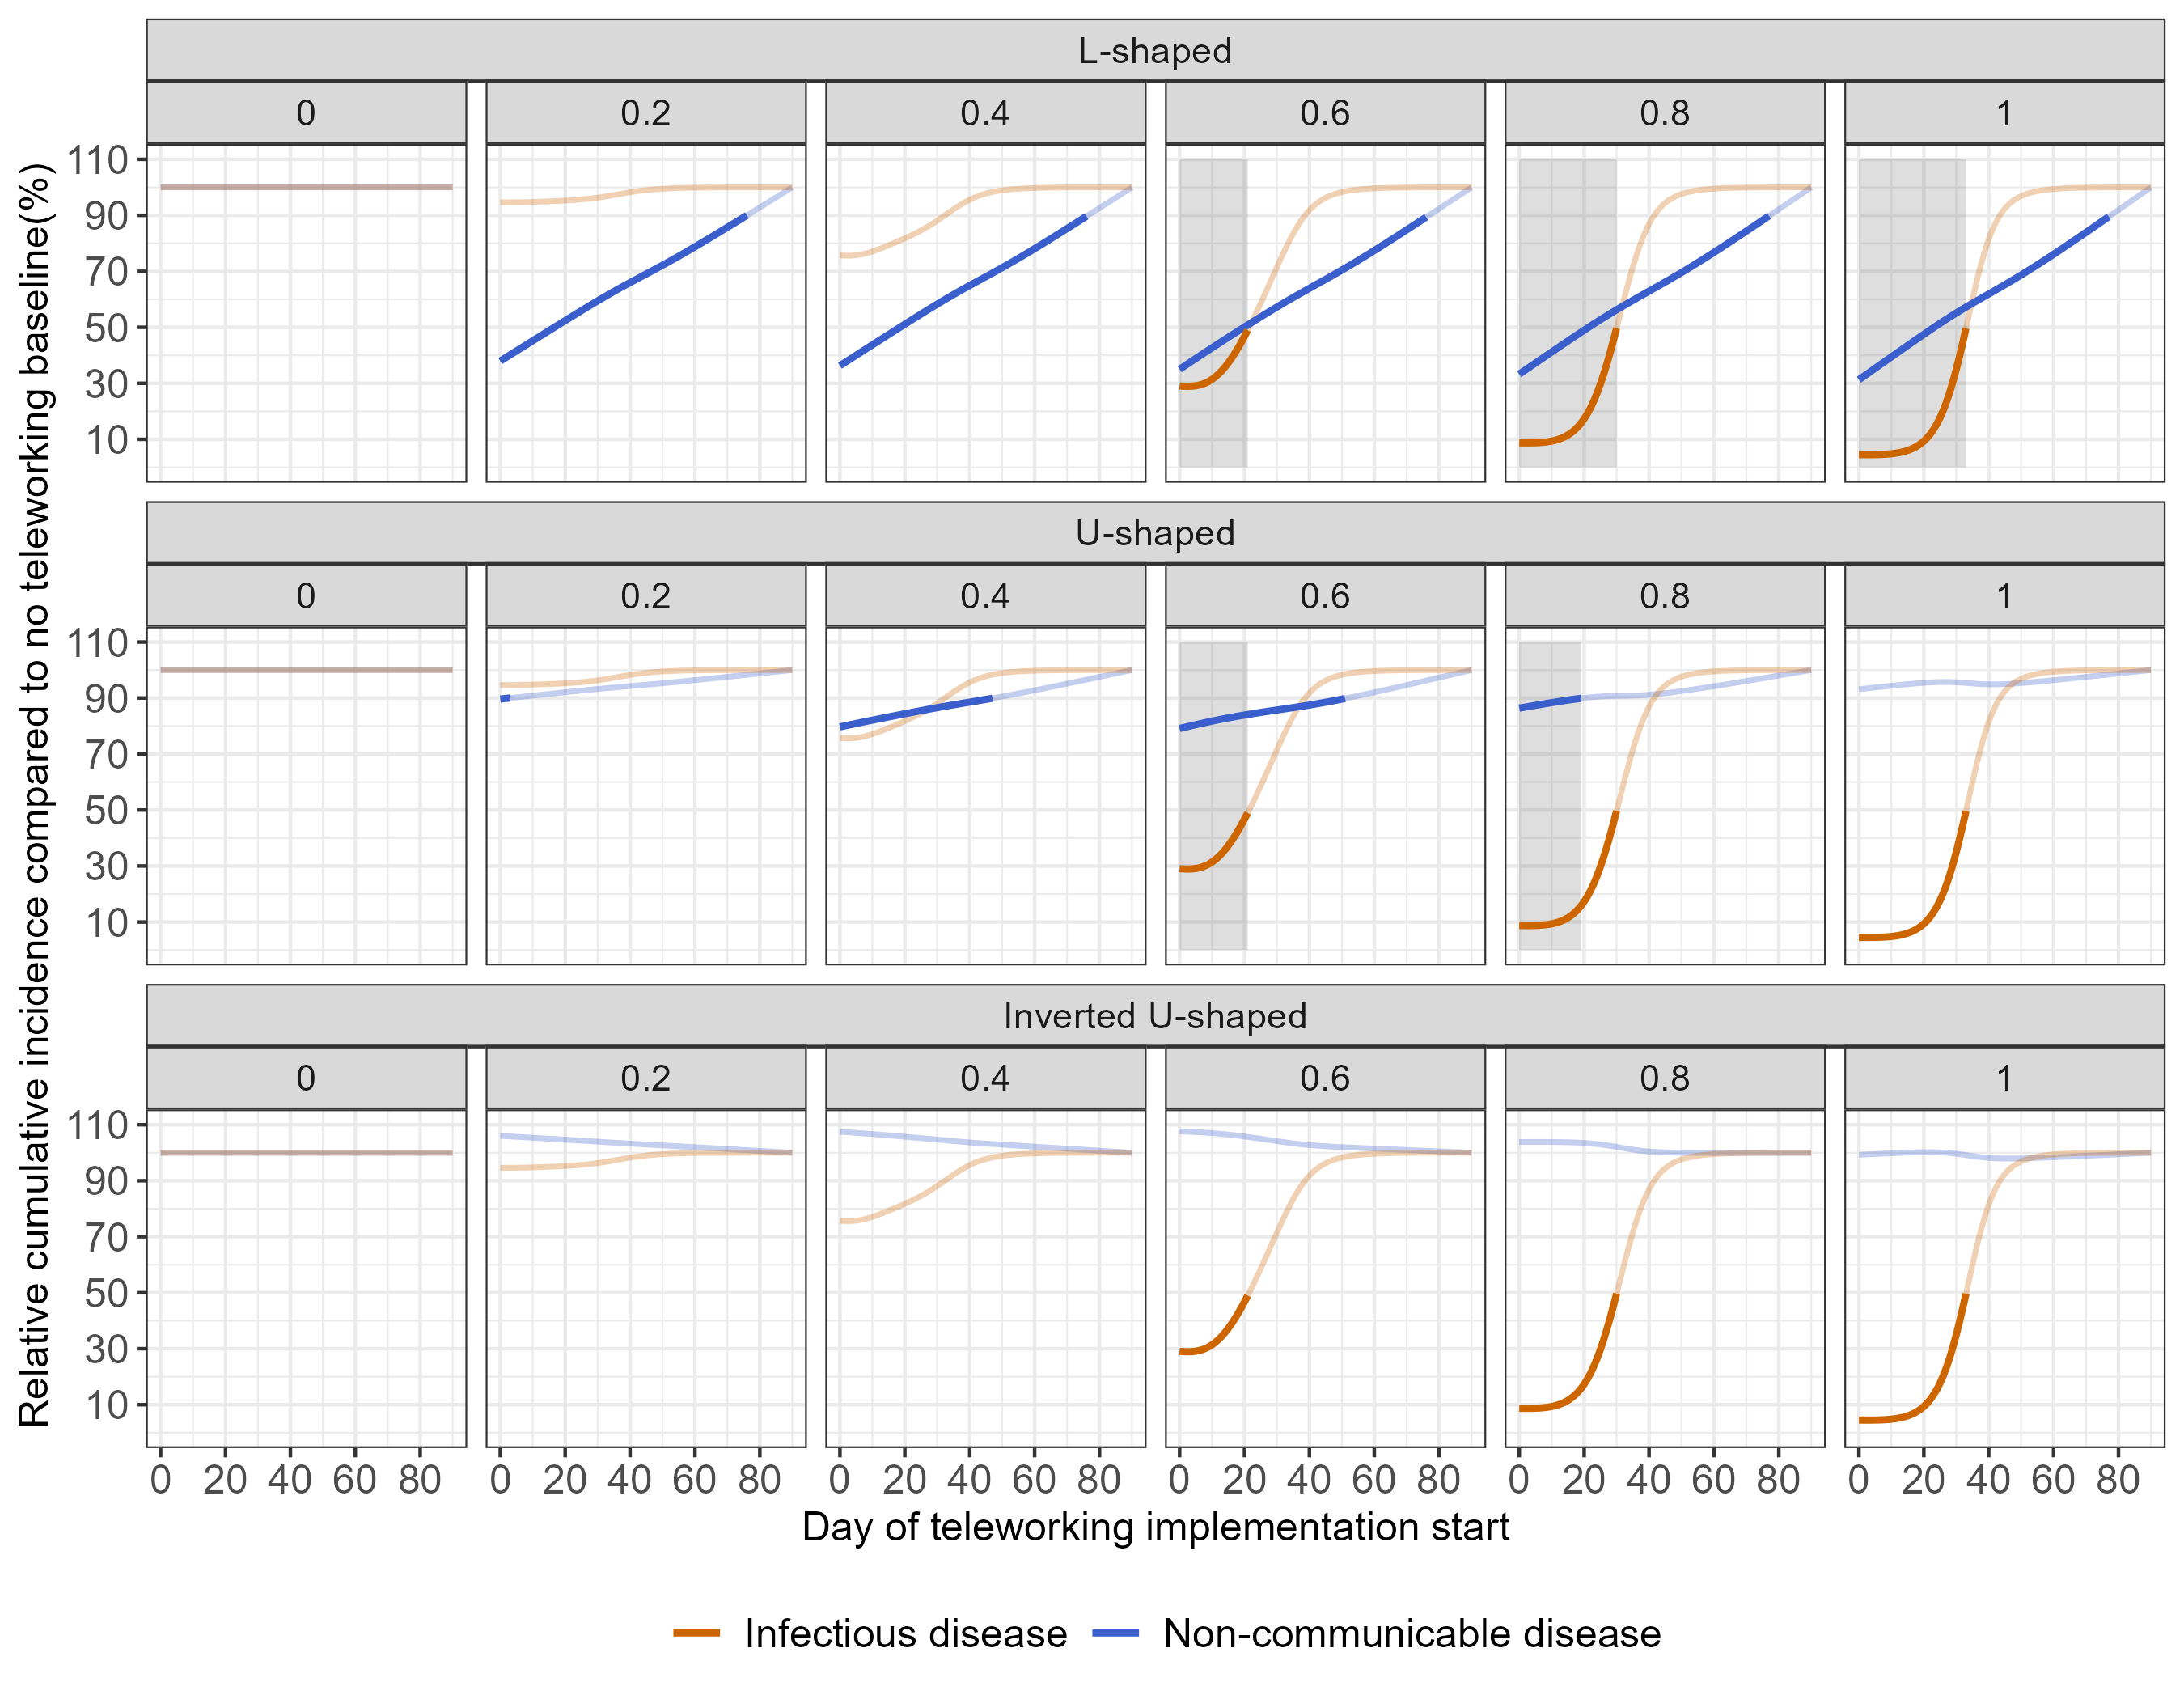 L-shaped
0 0.2 0.4 0.6 0.8 1
110
90
70
50
30
10
U-shaped
0 0.2 0.4 0.6 0.8 1
110
90
70
50
30
10
Inverted U-shaped
0 0.2 0.4 0.6 0.8 1
110
90
70
50
30
10
0 20 40 60 80 0 20 40 60 80 0 20 40 60 80 0 20 40 60 80 0 20 40 60 80 0 20 40 60 80
Relative cumulative incidence compared to no teleworking baseline(%)
Day of teleworking implementation start
Infectious disease Non-communicable disease